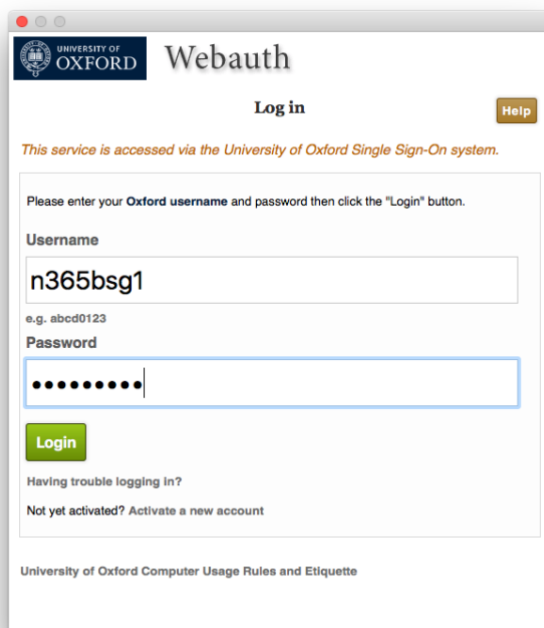 UNIVERSITY OF
OXFORD
Webauth
Log in
Help
This service is accessed via the University of Oxford Single Sign-On system.
Please enter your Oxford username and password then click the "Login" button.
Username
n365bsg1
e.g. abcd0123
Password
•••••••••
Login
Having trouble logging in?
Not yet activated? Activate a new account
University of Oxford Computer Usage Rules and Etiquette